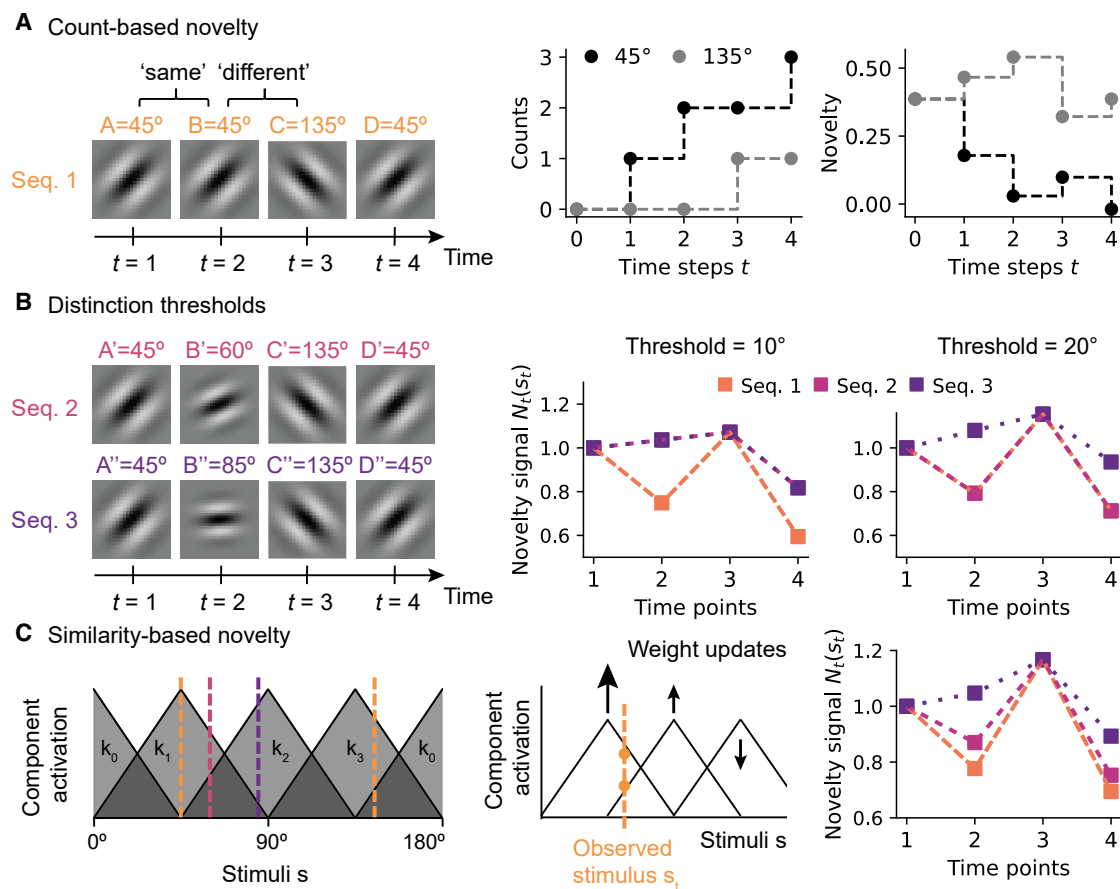 A Count-based novelty
‘same’ ‘different’
A=45º B=45º C=135º D=45º
Seq. 1
t = 1 t = 2 t = 3 t = 4
Time
Counts
3
2
1
0
45° 135°
0 1 2 3 4
Time steps t
Novelty
0.50
0.25
0.00
0 1 2 3 4
Time steps t
B Distinction thresholds
A’=45º B’=60º C’=135º D’=45º
Seq. 2
A’’=45º B’’=85º C’’=135º D’’=45º
Seq. 3
t = 1 t = 2 t = 3 t = 4
Time
Threshold = 10°
Threshold = 20°
Seq. 1 Seq. 2 Seq. 3
Novelty signal Nt(st)
1.2
1.0
0.8
0.6
1 2 3 4
Time points
1.0
0.8
0.6
1 2 3 4
Time points
C Similarity-based novelty
Component
activation
k0 k1 k2 k3 k0
0º 90º 180º
Stimuli s
Weight updates
Component
activation
Stimuli s
Observed
stimulus st
Novelty signal Nt(st)
1.2
1.0
0.8
0.6
1 2 3 4
Time points